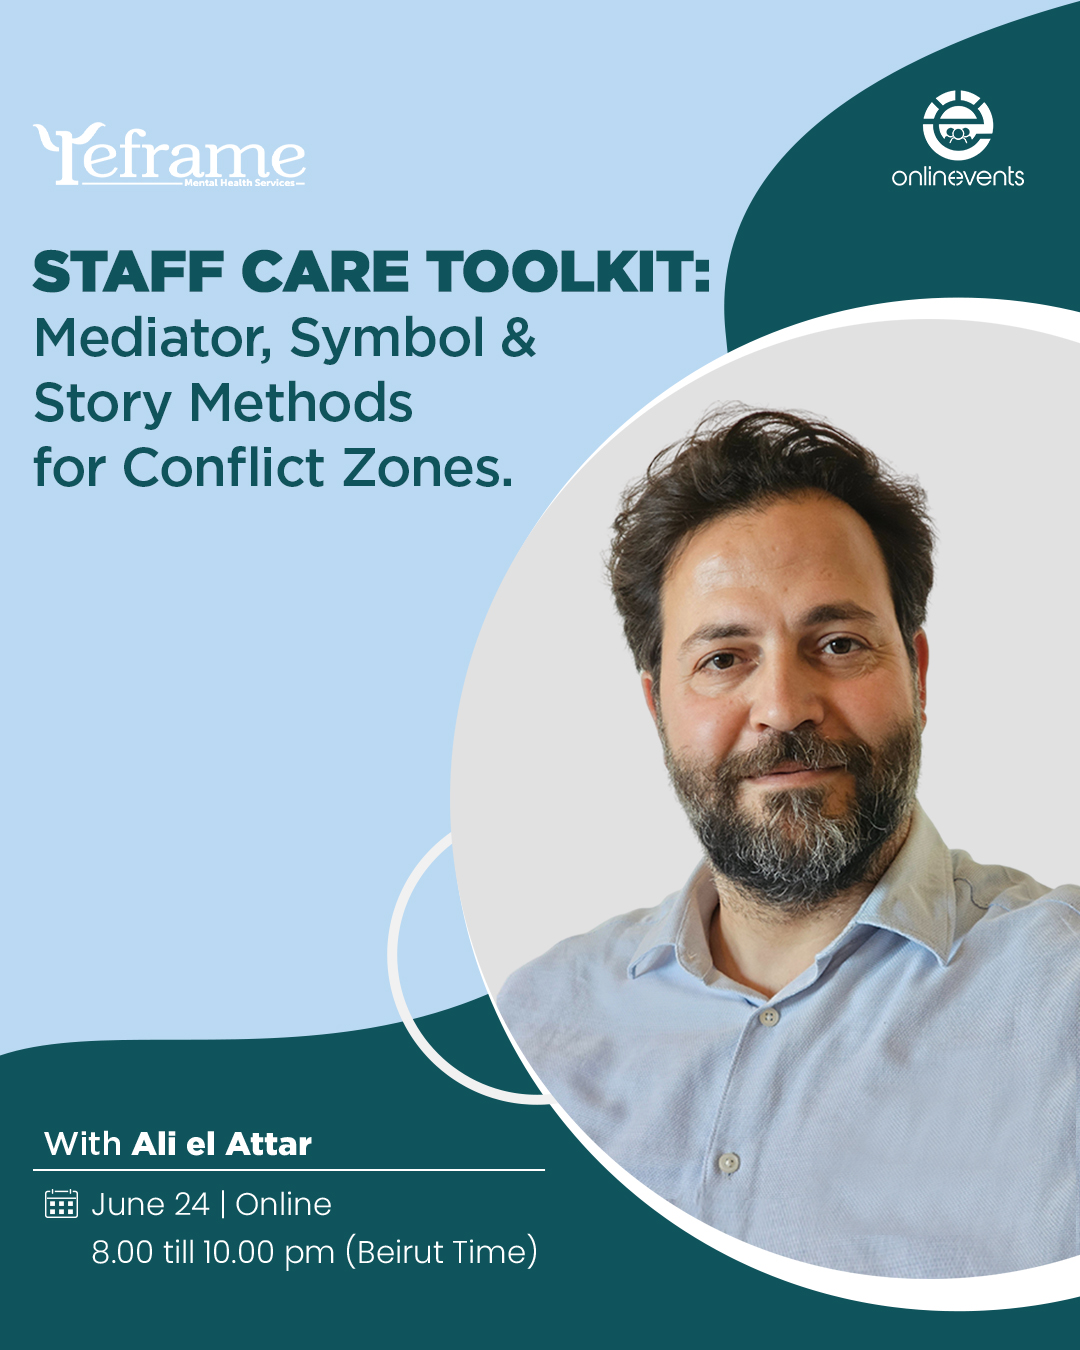 Reframe
Mental Health Services
onlinevents
STAFF CARE TOOLKIT:
Mediator, Symbol &
Story Methods
for Conflict Zones.
With Ali el Attar
June 24 | Online
8.00 till 10.00 pm (Beirut Time)